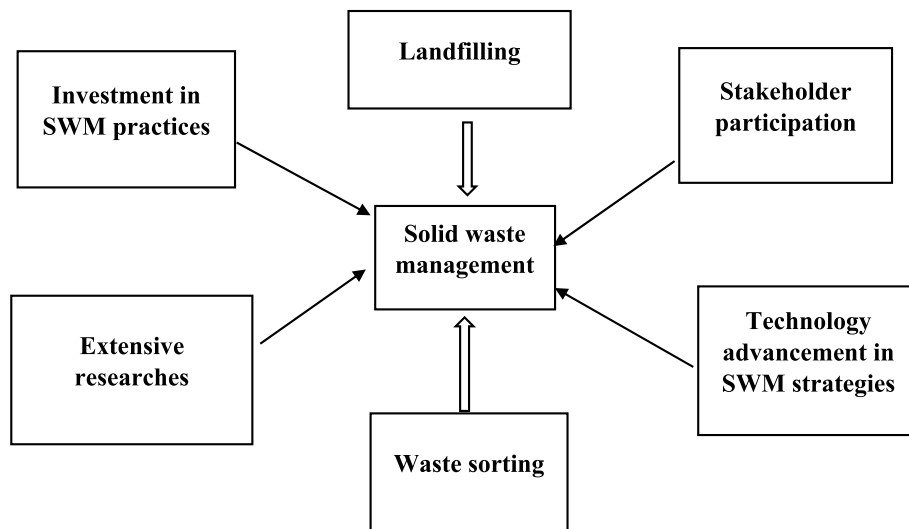 Landfilling
Investment in
SWM practices
Stakeholder
participation
Solid waste
management
Extensive
researches
Technology
advancement in
SWM strategies
Waste sorting